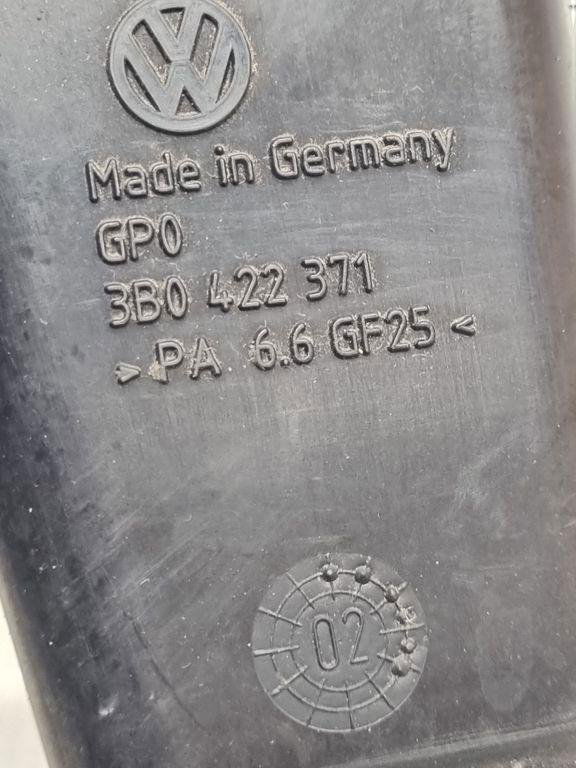 Made in Germany
GP0
3B0 422 371
> PA 6.6 GF25 <
02